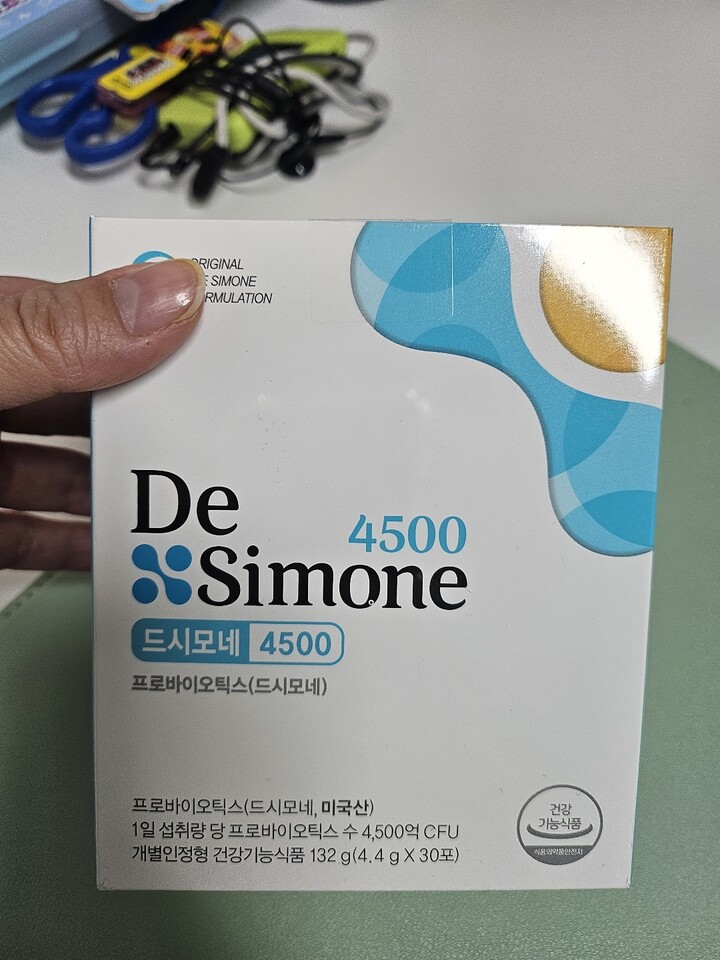 ORIGINAL
SIMONE
De
4500
Simone
드시모네 4500
프로바이오틱스(드시모네)
프로바이오틱스(드시모네, 미국산)
1일 섭취량 당 프로바이오틱스 수 4,500억 CFU
개별인정형 건강기능식품 132 g(4.4 g X 30포)
건강
기능식품
식품의약품안전처